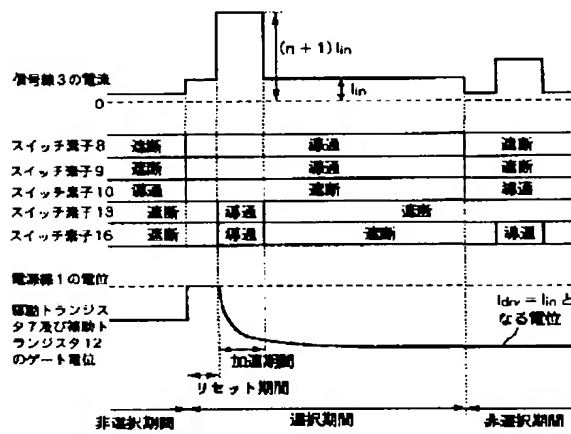 (n + 1) Iin
信号線3の電流
Iin
0
スイッチ素子8 遮断 導通 遮断
スイッチ素子9 遮断 導通 遮断
スイッチ素子10 導通 遮断 導通
スイッチ素子13 遮断 導通 遮断
スイッチ素子16 遮断 導通 遮断 導通
電源線1の電位
駆動トランジス
タ7及び補助ト
ランジスタ12
のゲート電位
Idrv = Iin と
なる電位
加速期間
リセット期間
非選択期間 選択期間 非選択期間